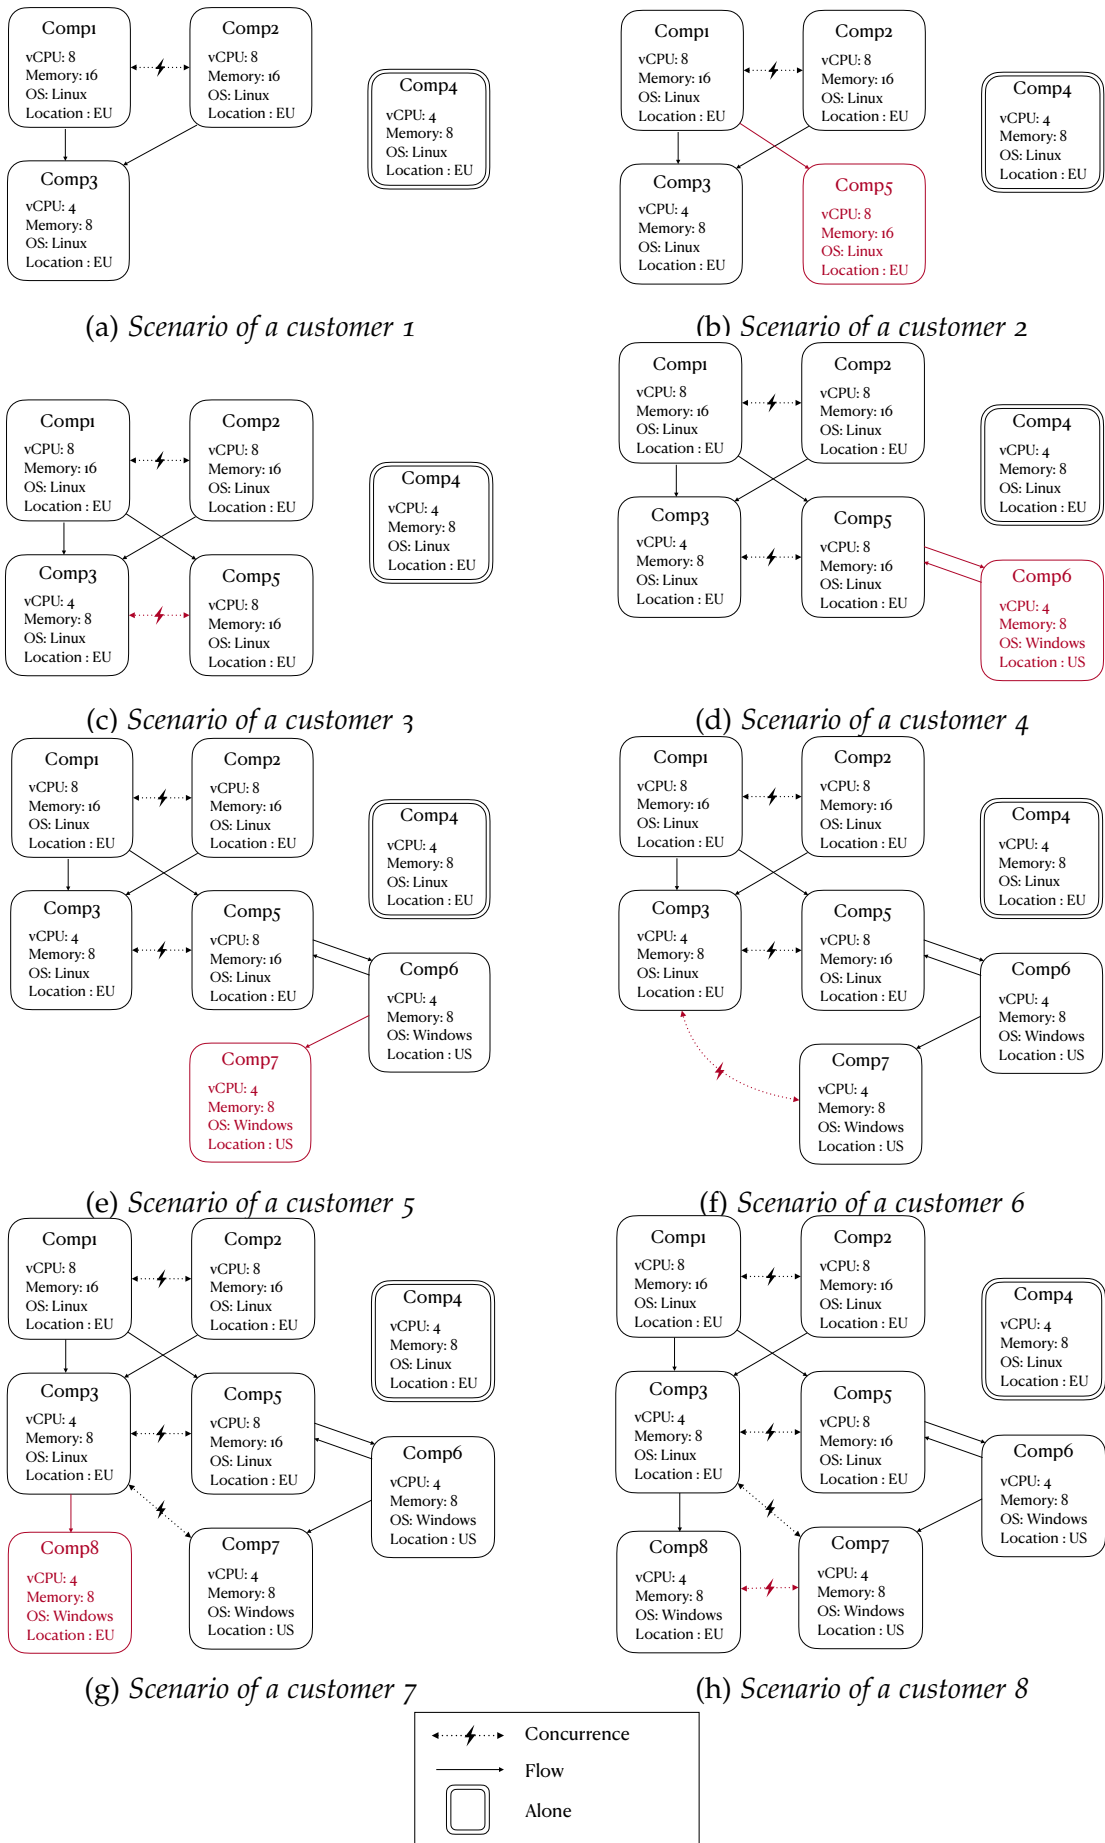 Comp1
vCPU: 8
Memory: 16
OS: Linux
Location : EU
Comp2
vCPU: 8
Memory: 16
OS: Linux
Location : EU
Comp3
vCPU: 4
Memory: 8
OS: Linux
Location : EU
Comp4
vCPU: 4
Memory: 8
OS: Linux
Location : EU
(a) Scenario of a customer 1
Comp1
vCPU: 8
Memory: 16
OS: Linux
Location : EU
Comp2
vCPU: 8
Memory: 16
OS: Linux
Location : EU
Comp3
vCPU: 4
Memory: 8
OS: Linux
Location : EU
Comp5
vCPU: 8
Memory: 16
OS: Linux
Location : EU
Comp4
vCPU: 4
Memory: 8
OS: Linux
Location : EU
(b) Scenario of a customer 2
Comp1
vCPU: 8
Memory: 16
OS: Linux
Location : EU
Comp2
vCPU: 8
Memory: 16
OS: Linux
Location : EU
Comp3
vCPU: 4
Memory: 8
OS: Linux
Location : EU
Comp5
vCPU: 8
Memory: 16
OS: Linux
Location : EU
Comp4
vCPU: 4
Memory: 8
OS: Linux
Location : EU
(c) Scenario of a customer 3
Comp1
vCPU: 8
Memory: 16
OS: Linux
Location : EU
Comp2
vCPU: 8
Memory: 16
OS: Linux
Location : EU
Comp3
vCPU: 4
Memory: 8
OS: Linux
Location : EU
Comp5
vCPU: 8
Memory: 16
OS: Linux
Location : EU
Comp4
vCPU: 4
Memory: 8
OS: Linux
Location : EU
Comp6
vCPU: 4
Memory: 8
OS: Windows
Location : US
(d) Scenario of a customer 4
Comp1
vCPU: 8
Memory: 16
OS: Linux
Location : EU
Comp2
vCPU: 8
Memory: 16
OS: Linux
Location : EU
Comp3
vCPU: 4
Memory: 8
OS: Linux
Location : EU
Comp5
vCPU: 8
Memory: 16
OS: Linux
Location : EU
Comp4
vCPU: 4
Memory: 8
OS: Linux
Location : EU
Comp6
vCPU: 4
Memory: 8
OS: Windows
Location : US
Comp7
vCPU: 4
Memory: 8
OS: Windows
Location : US
(e) Scenario of a customer 5
Comp1
vCPU: 8
Memory: 16
OS: Linux
Location : EU
Comp2
vCPU: 8
Memory: 16
OS: Linux
Location : EU
Comp3
vCPU: 4
Memory: 8
OS: Linux
Location : EU
Comp5
vCPU: 8
Memory: 16
OS: Linux
Location : EU
Comp4
vCPU: 4
Memory: 8
OS: Linux
Location : EU
Comp6
vCPU: 4
Memory: 8
OS: Windows
Location : US
Comp7
vCPU: 4
Memory: 8
OS: Windows
Location : US
(f) Scenario of a customer 6
Comp1
vCPU: 8
Memory: 16
OS: Linux
Location : EU
Comp2
vCPU: 8
Memory: 16
OS: Linux
Location : EU
Comp3
vCPU: 4
Memory: 8
OS: Linux
Location : EU
Comp5
vCPU: 8
Memory: 16
OS: Linux
Location : EU
Comp4
vCPU: 4
Memory: 8
OS: Linux
Location : EU
Comp6
vCPU: 4
Memory: 8
OS: Windows
Location : US
Comp8
vCPU: 4
Memory: 8
OS: Windows
Location : EU
Comp7
vCPU: 4
Memory: 8
OS: Windows
Location : US
(g) Scenario of a customer 7
Comp1
vCPU: 8
Memory: 16
OS: Linux
Location : EU
Comp2
vCPU: 8
Memory: 16
OS: Linux
Location : EU
Comp3
vCPU: 4
Memory: 8
OS: Linux
Location : EU
Comp5
vCPU: 8
Memory: 16
OS: Linux
Location : EU
Comp4
vCPU: 4
Memory: 8
OS: Linux
Location : EU
Comp6
vCPU: 4
Memory: 8
OS: Windows
Location : US
Comp8
vCPU: 4
Memory: 8
OS: Windows
Location : EU
Comp7
vCPU: 4
Memory: 8
OS: Windows
Location : US
(h) Scenario of a customer 8
Concurrence
Flow
Alone